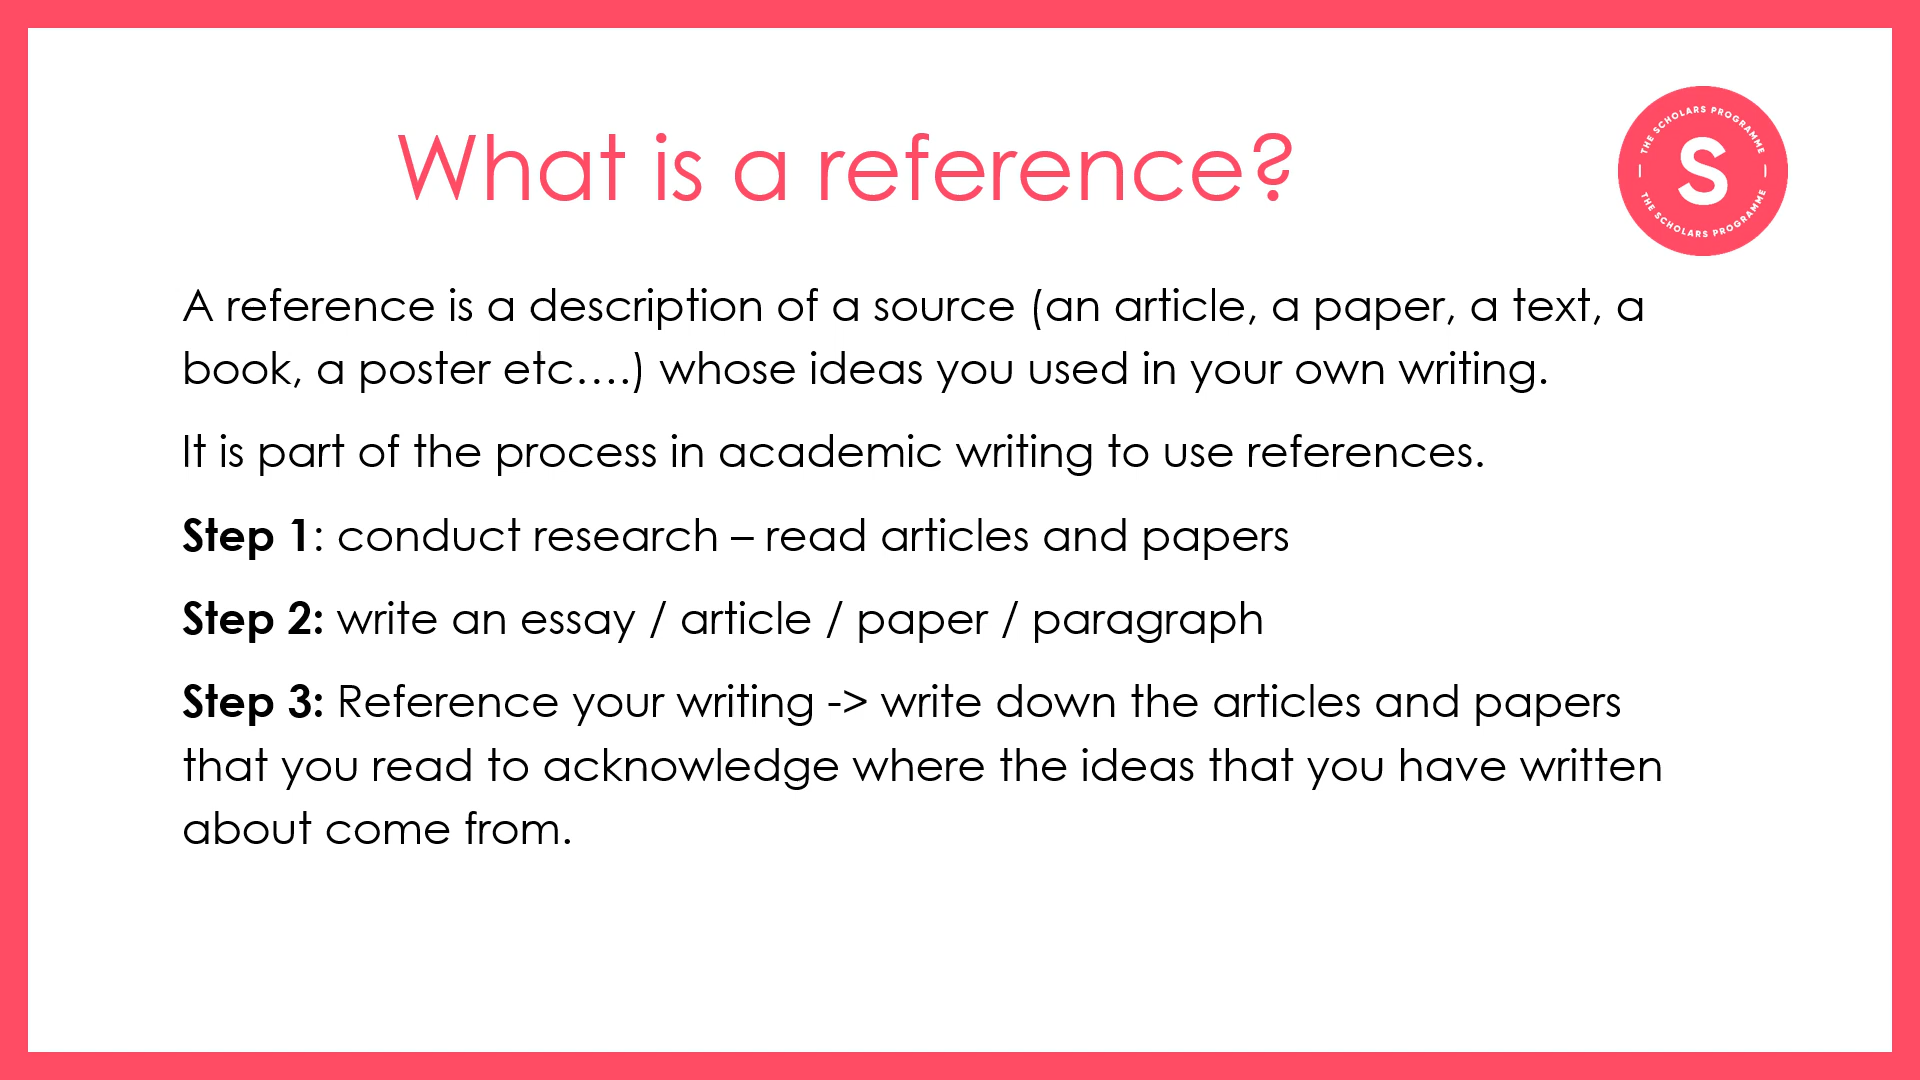 What is a reference?
THE SCHOLARS PROGRAMME
S
THE SCHOLARS PROGRAMME
A reference is a description of a source (an article, a paper, a text, a
book, a poster etc….) whose ideas you used in your own writing.
It is part of the process in academic writing to use references.
Step 1: conduct research – read articles and papers
Step 2: write an essay / article / paper / paragraph
Step 3: Reference your writing -> write down the articles and papers
that you read to acknowledge where the ideas that you have written
about come from.